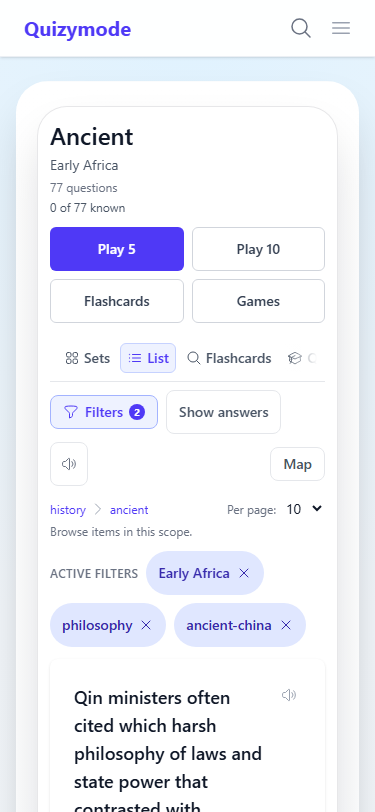 Quizymode
Ancient
Early Africa
77 questions
0 of 77 known
Play 5
Play 10
Flashcards
Games
Sets
List
Flashcards
Filters 2
Show answers
Map
history > ancient
Per page: 10
Browse items in this scope.
ACTIVE FILTERS
Early Africa
philosophy
ancient-china
Qin ministers often
cited which harsh
philosophy of laws and
state power that
contrasted with